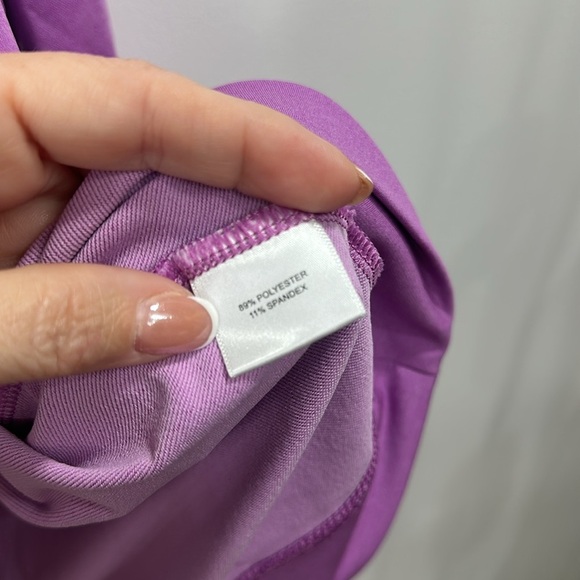 89% POLYESTER
11% SPANDEX